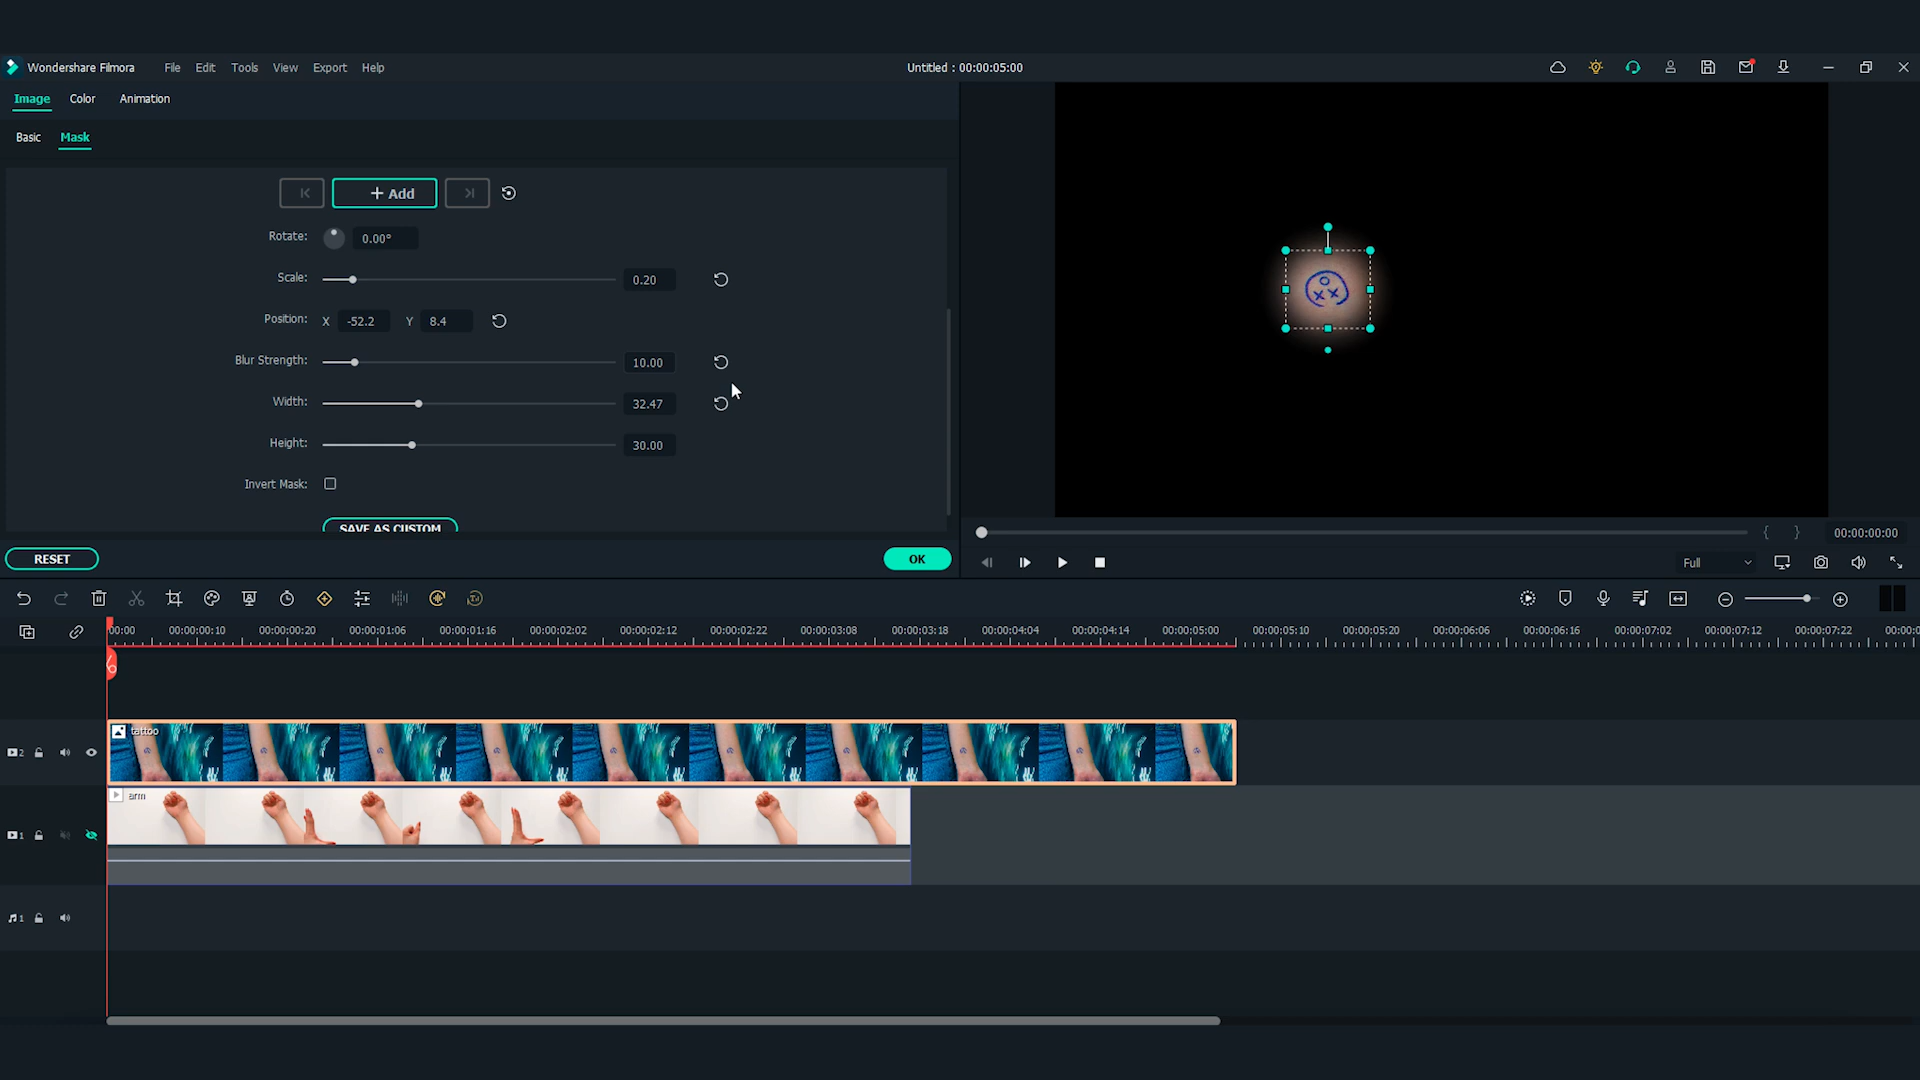 Wondershare Filmora File Edit Tools View Export Help Untitled : 00:00:05:00
Image Color Animation
Basic Mask
+ Add
Rotate: 0.00°
Scale: 0.20
Position: X -52.2 Y 8.4
Blur Strength: 10.00
Width: 32.47
Height: 30.00
Invert Mask:
SAVE AS CUSTOM
RESET OK
{ } 00:00:00:00
Full
00:00 00:00:00:10 00:00:00:20 00:00:01:06 00:00:01:16 00:00:02:02 00:00:02:12 00:00:02:22 00:00:03:08 00:00:03:18 00:00:04:04 00:00:04:14 00:00:05:00 00:00:05:10 00:00:05:20 00:00:06:06 00:00:06:16 00:00:07:02 00:00:07:12 00:00:07:22 00:00:0
2 tattoo
arm
1
1